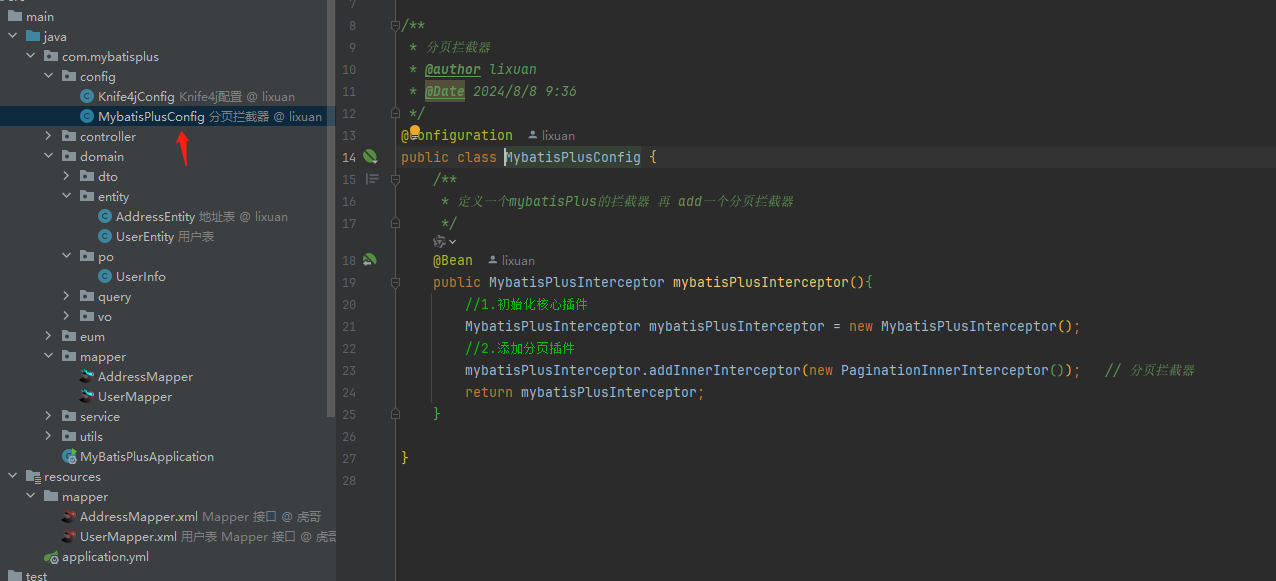 main
java
com.mybatisplus
config
Knife4jConfig Knife4j配置 @ lixuan
MybatisPlusConfig 分页拦截器 @ lixuan
controller
domain
dto
entity
AddressEntity 地址表 @ lixuan
UserEntity 用户表
po
UserInfo
query
vo
eum
mapper
AddressMapper
UserMapper
service
utils
MyBatisPlusApplication
resources
mapper
AddressMapper.xml Mapper 接口 @ 虎哥
UserMapper.xml 用户表 Mapper 接口 @ 虎哥
application.yml
test
7
8 /**
9 * 分页拦截器
10 * @author lixuan
11 * @Date 2024/8/8 9:36
12 */
13 @Configuration lixuan
14 public class MybatisPlusConfig {
15 /**
16 * 定义一个mybatisPlus的拦截器 再 add一个分页拦截器
17 */
18 @Bean lixuan
19 public MybatisPlusInterceptor mybatisPlusInterceptor(){
20 //1.初始化核心插件
21 MybatisPlusInterceptor mybatisPlusInterceptor = new MybatisPlusInterceptor();
22 //2.添加分页插件
23 mybatisPlusInterceptor.addInnerInterceptor(new PaginationInnerInterceptor()); // 分页拦截器
24 return mybatisPlusInterceptor;
25 }
26
27 }
28